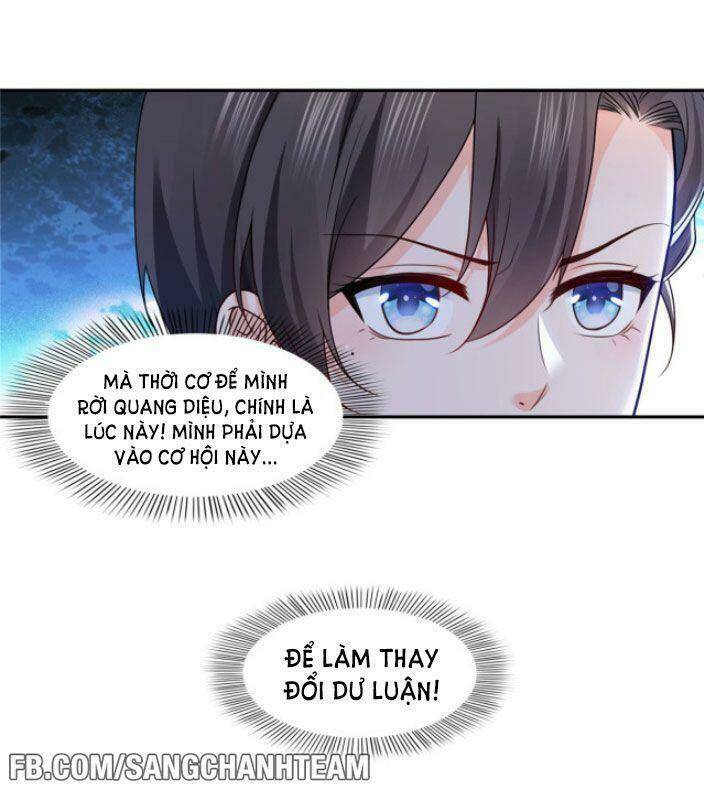 MÀ THỜI CƠ ĐỂ MÌNH
RỜI QUANG DIỆU, CHÍNH LÀ
LÚC NÀY! MÌNH PHẢI DỰA
VÀO CƠ HỘI NÀY...
ĐỂ LÀM THAY
ĐỔI DƯ LUẬN!
FB.COM/SANGCHANHTEAM